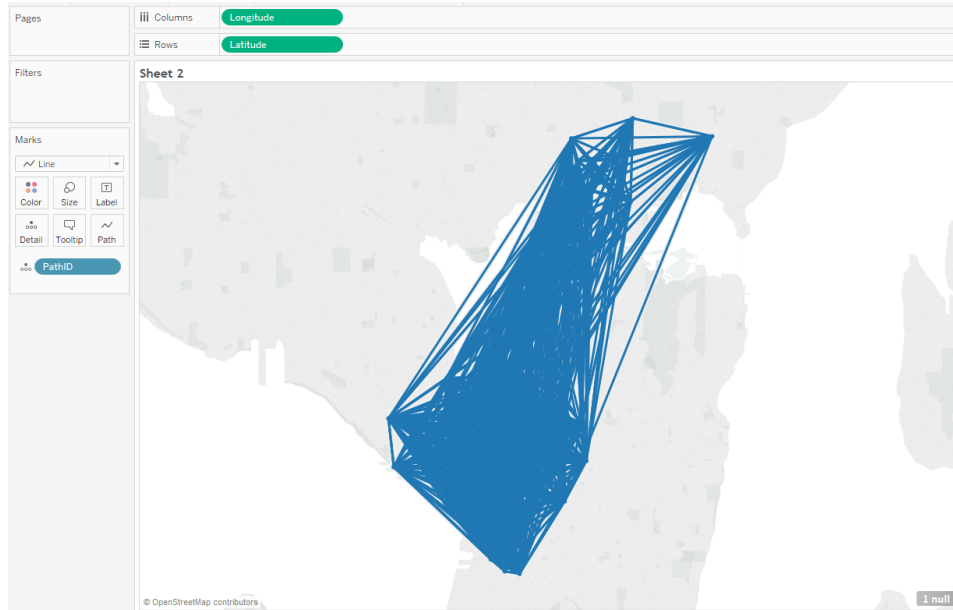 Pages
Columns
Longitude
Rows
Latitude
Filters
Sheet 2
Marks
Line
Color
Size
Label
Detail
Tooltip
Path
PathID
© OpenStreetMap contributors
1 null